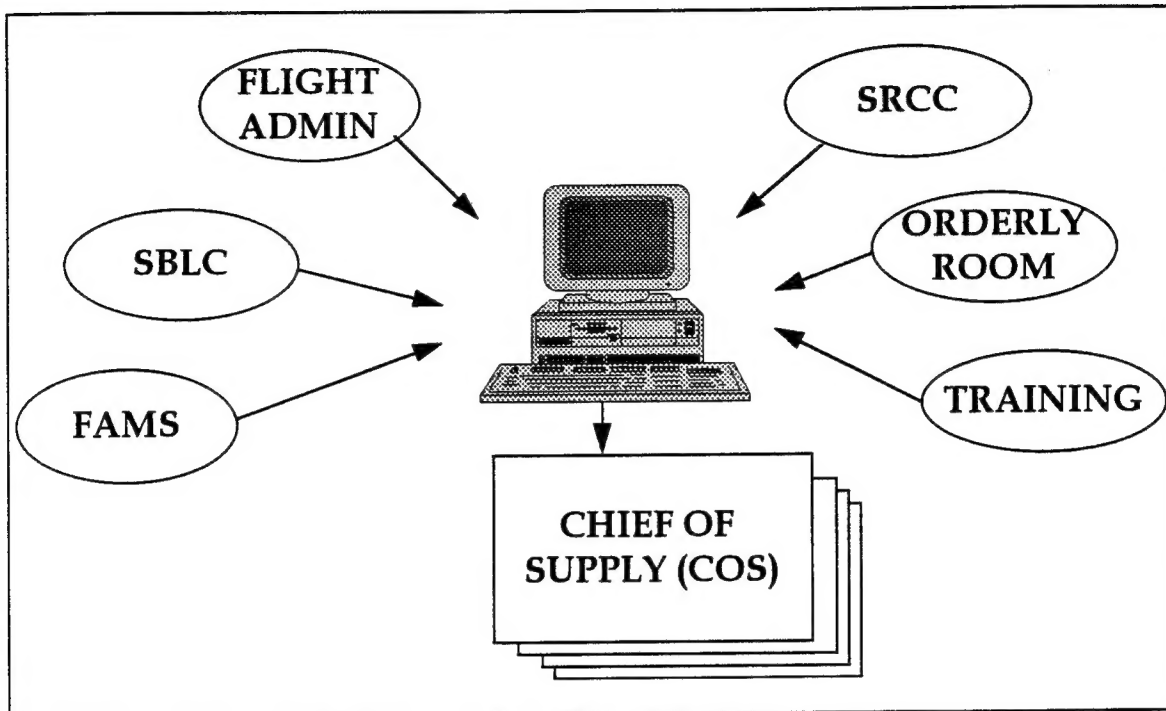 FLIGHT
ADMIN
SRCC
SBLC
ORDERLY
ROOM
FAMS
TRAINING
CHIEF OF
SUPPLY (COS)